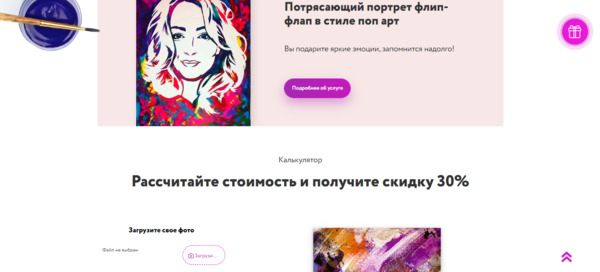 Потрясающий портрет флип-
флап в стиле поп арт
Вы подарите яркие эмоции, запомнится надолго!
Подробнее об услуге
Калькулятор
Рассчитайте стоимость и получите скидку 30%
Загрузите свое фото
Файл не выбран
Загрузи...